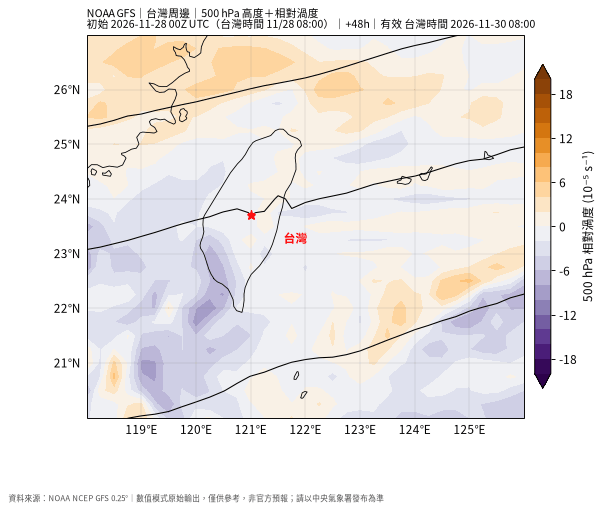 NOAA GFS｜台灣周邊｜500 hPa 高度＋相對渦度
初始 2026-11-28 00Z UTC（台灣時間 11/28 08:00）｜+48h｜有效 台灣時間 2026-11-30 08:00
26°N
25°N
24°N
23°N
22°N
21°N
119°E 120°E 121°E 122°E 123°E 124°E 125°E
台灣
18
12
6
0
-6
-12
-18
500 hPa 相對渦度 (10⁻⁵ s⁻¹)
資料來源：NOAA NCEP GFS 0.25°｜數值模式原始輸出，僅供參考，非官方預報；請以中央氣象署發布為準